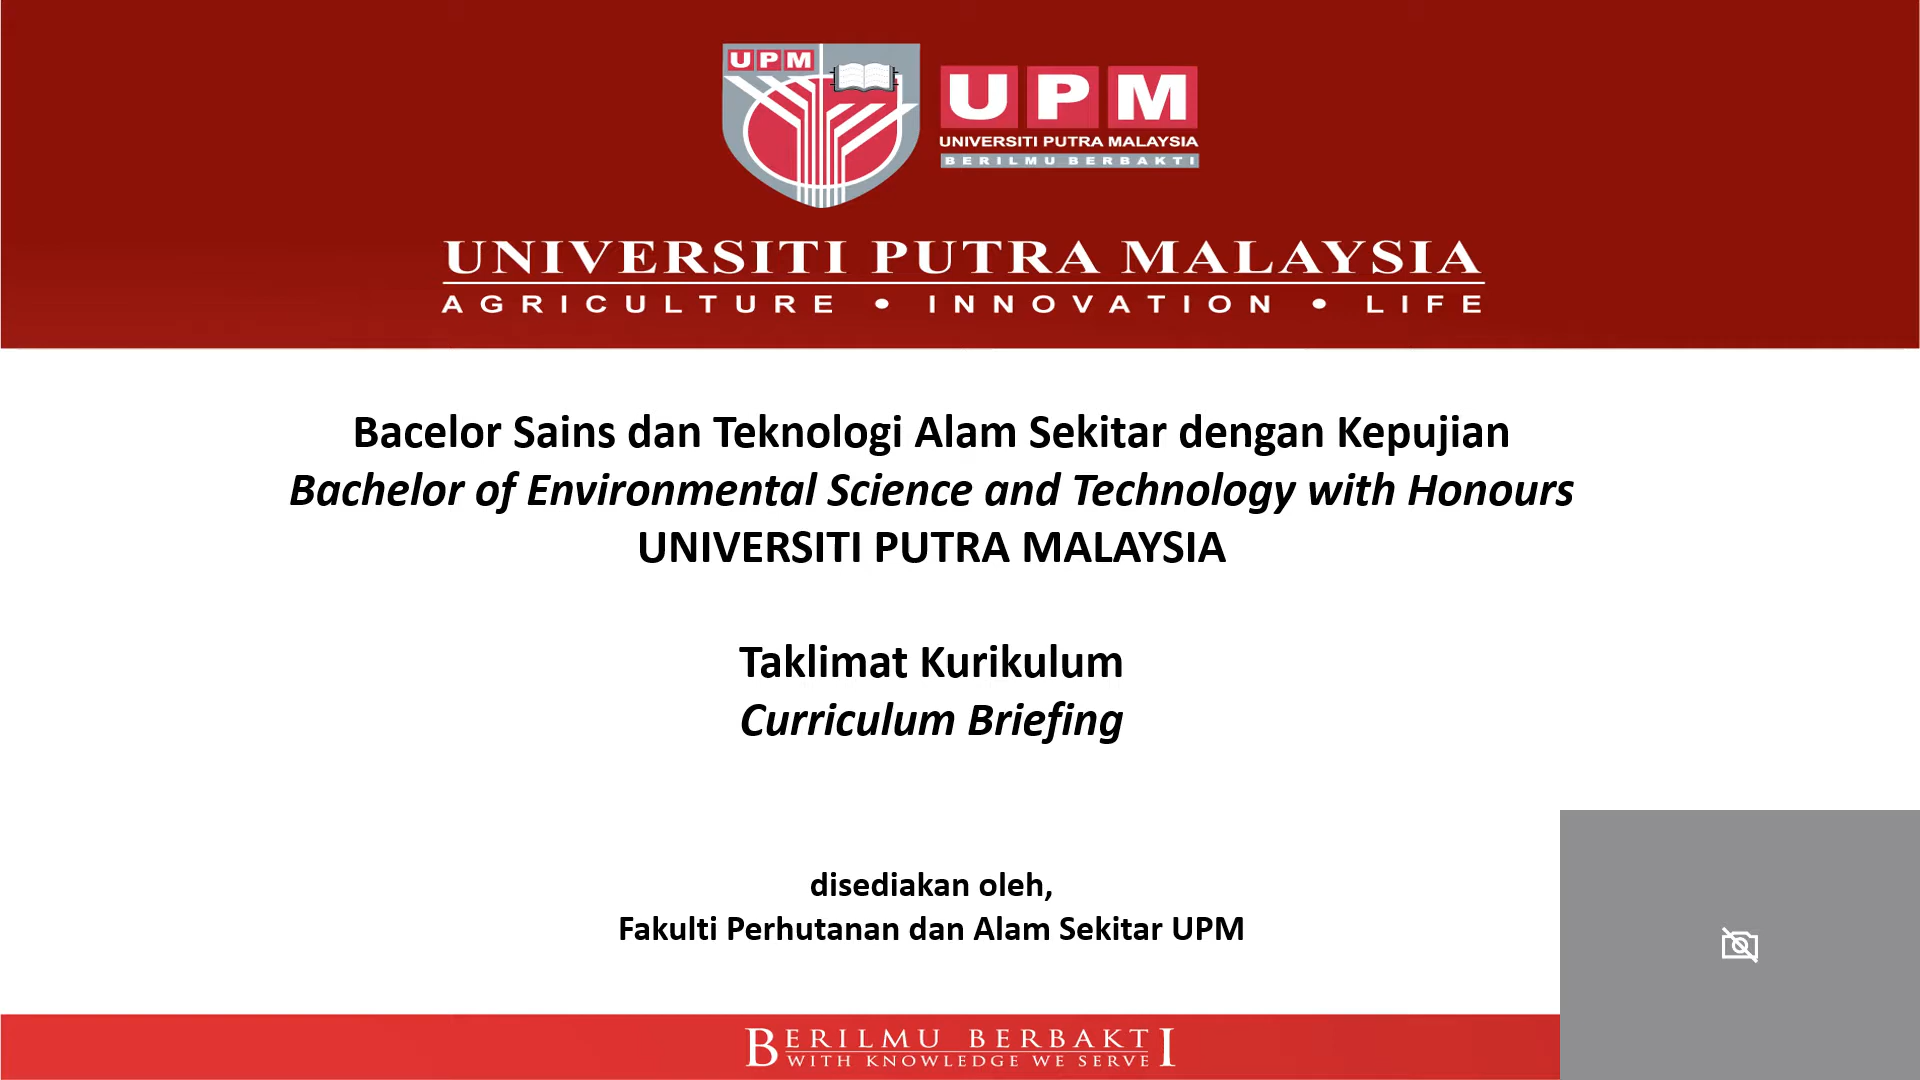 UPM
UPM
UNIVERSITI PUTRA MALAYSIA
BERILMU BERBAKTI
UNIVERSITI PUTRA MALAYSIA
AGRICULTURE • INNOVATION • LIFE
Bacelor Sains dan Teknologi Alam Sekitar dengan Kepujian
Bachelor of Environmental Science and Technology with Honours
UNIVERSITI PUTRA MALAYSIA
Taklimat Kurikulum
Curriculum Briefing
disediakan oleh,
Fakulti Perhutanan dan Alam Sekitar UPM
BERILMU BERBAKTI
WITH KNOWLEDGE WE SERVE